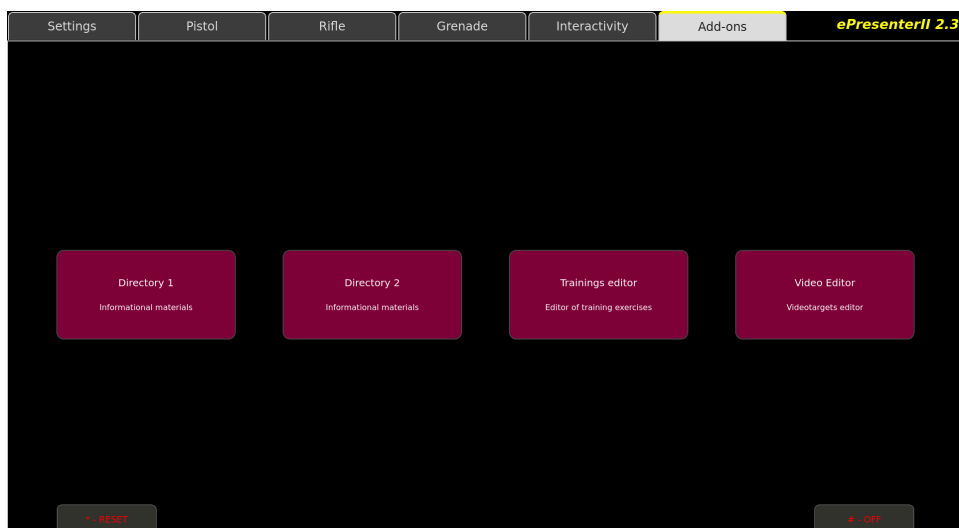 Settings Pistol Rifle Grenade Interactivity Add-ons ePresenterII 2.3
Directory 1 Directory 2 Trainings editor Video Editor
Informational materials Informational materials Editor of training exercises Videotargets editor
* - RESET # - OFF